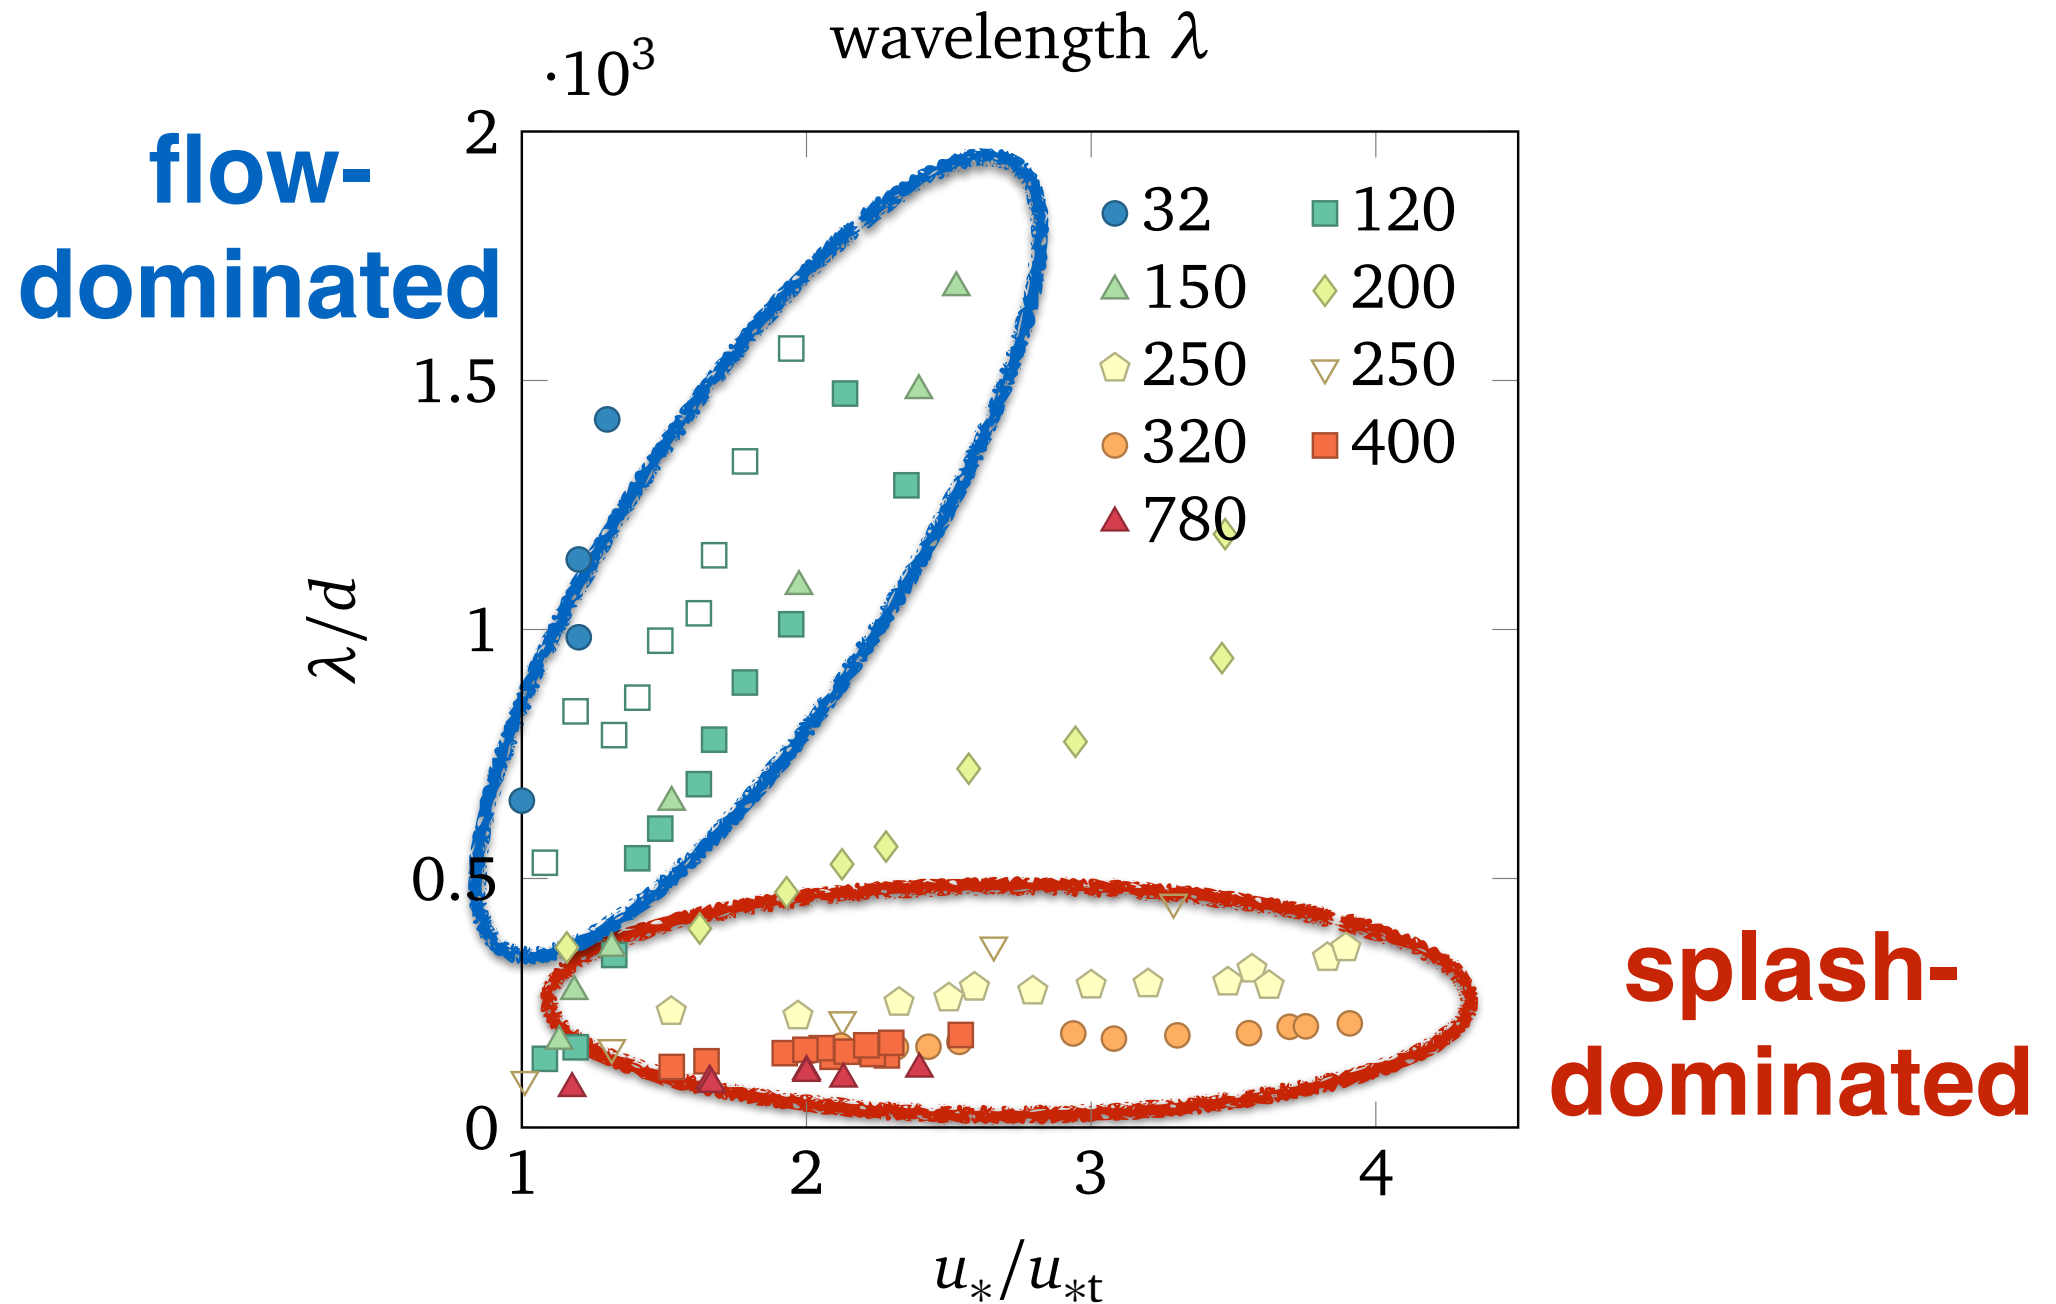 wavelength λ
·10³
flow-
dominated
2
1.5
1
0.5
0
λ/d
32 120
150 200
250 250
320 400
780
splash-
dominated
1 2 3 4
u*/u*t